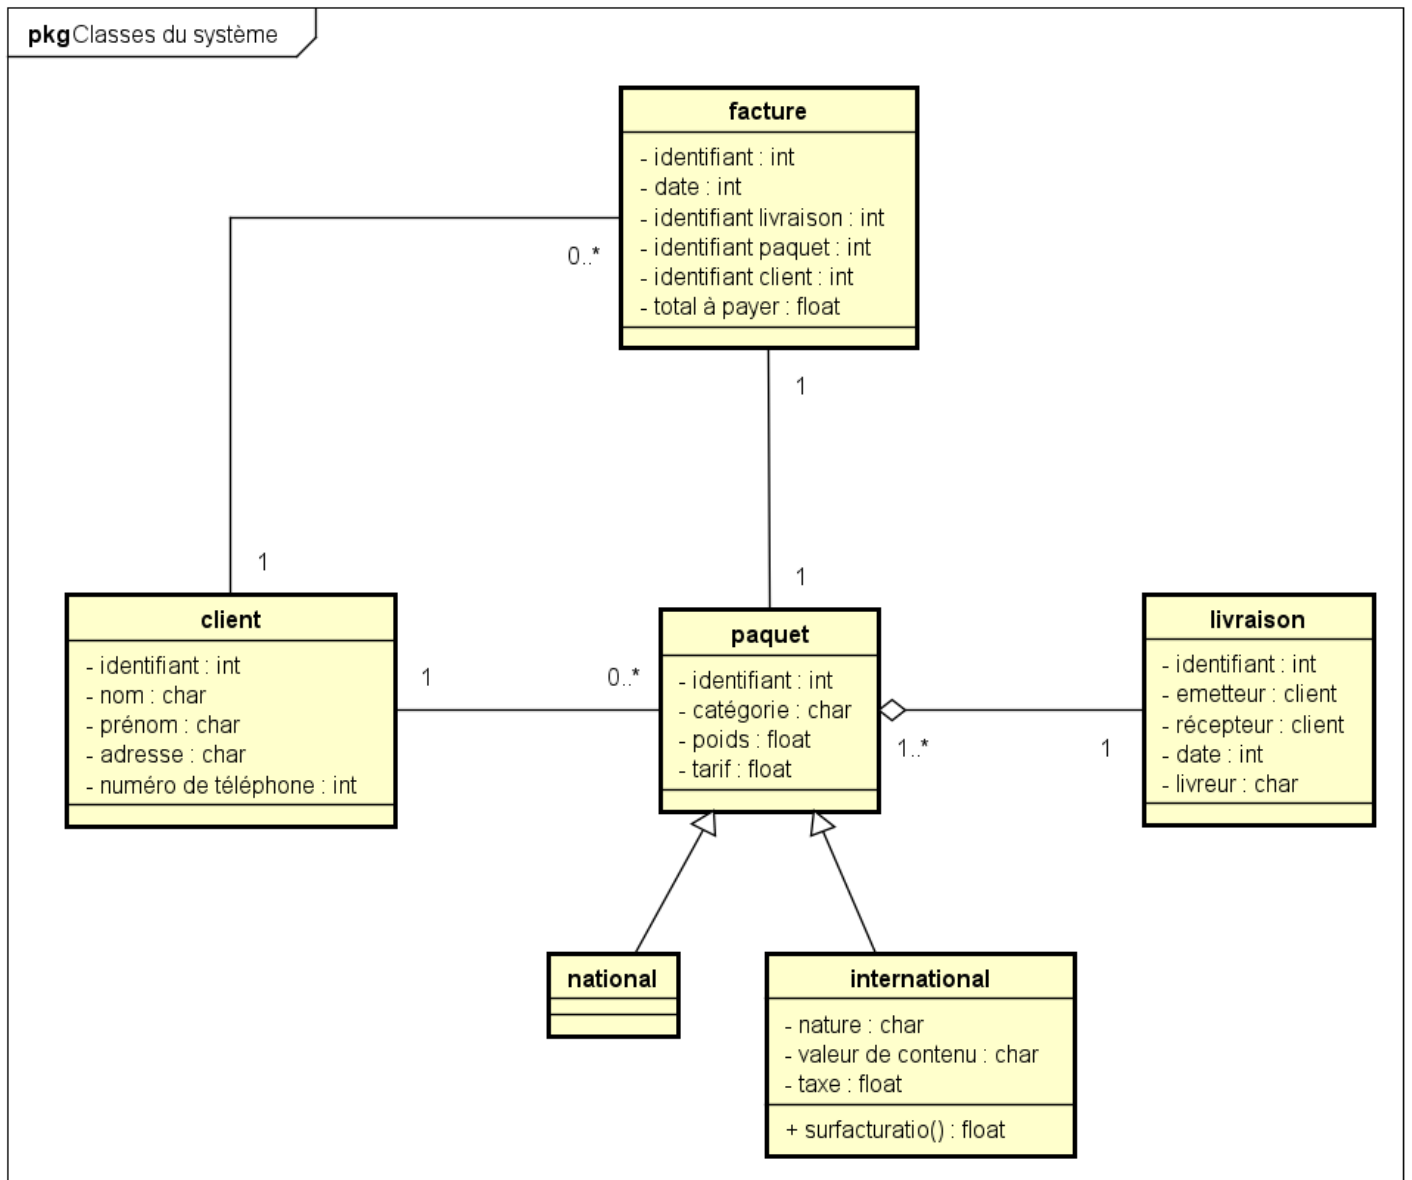 pkg Classes du système
facture
- identifiant : int
- date : int
- identifiant livraison : int
- identifiant paquet : int
- identifiant client : int
- total à payer : float
0..*
1
1
1
client
- identifiant : int
- nom : char
- prénom : char
- adresse : char
- numéro de téléphone : int
1
0..*
paquet
- identifiant : int
- catégorie : char
- poids : float
- tarif : float
1..*
1
livraison
- identifiant : int
- emetteur : client
- récepteur : client
- date : int
- livreur : char
national
international
- nature : char
- valeur de contenu : char
- taxe : float
+ surfacturatio() : float